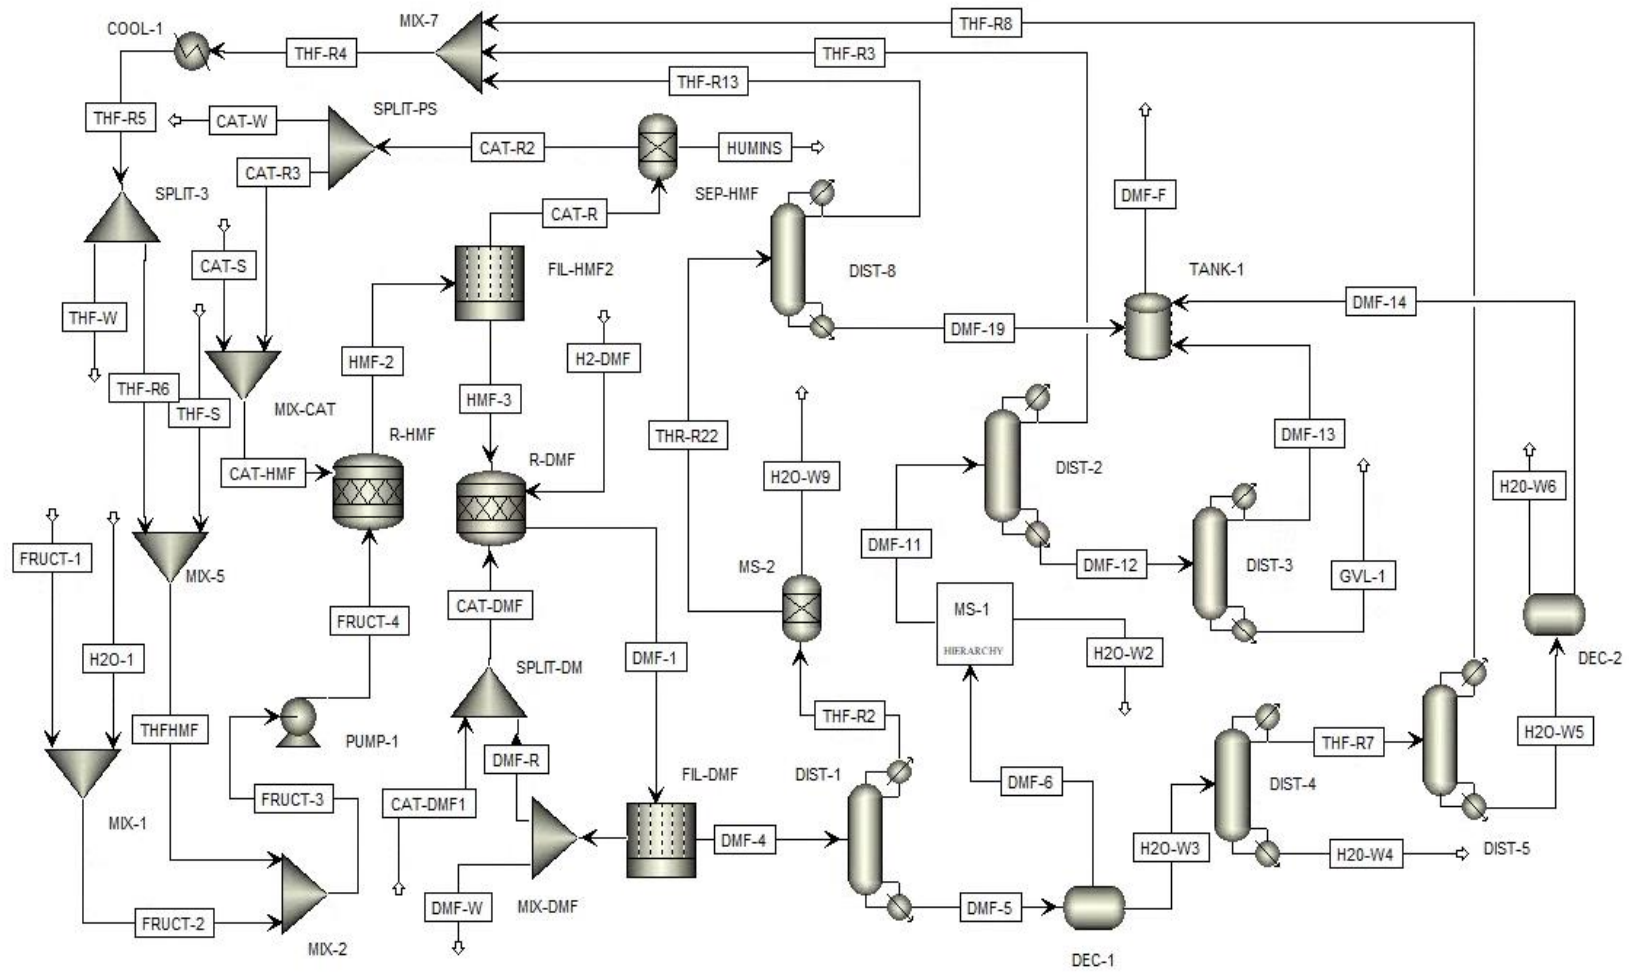 MIX-7
THF-R8
COOL-1
THF-R4
THF-R3
THF-R13
THF-R5
CAT-W
SPLIT-PS
CAT-R2
HUMINS
CAT-R3
SPLIT-3
SEP-HMF
DMF-F
CAT-R
CAT-S
FIL-HMF2
DIST-8
TANK-1
DMF-14
THF-W
DMF-19
HMF-2
H2-DMF
THF-R6
THF-S
MIX-CAT
HMF-3
R-HMF
THR-R22
DMF-13
CAT-HMF
R-DMF
H2O-W9
DIST-2
H20-W6
DMF-11
FRUCT-1
MIX-5
MS-2
DMF-12
DIST-3
GVL-1
CAT-DMF
MS-1
HIERARCHY
FRUCT-4
H2O-1
DMF-1
H2O-W2
DEC-2
SPLIT-DM
THFHMF
PUMP-1
THF-R2
H2O-W5
DMF-R
THF-R7
FIL-DMF
DIST-1
DMF-6
DIST-4
FRUCT-3
CAT-DMF1
MIX-1
DMF-4
H2O-W3
H20-W4
DIST-5
FRUCT-2
DMF-W
MIX-DMF
DMF-5
MIX-2
DEC-1